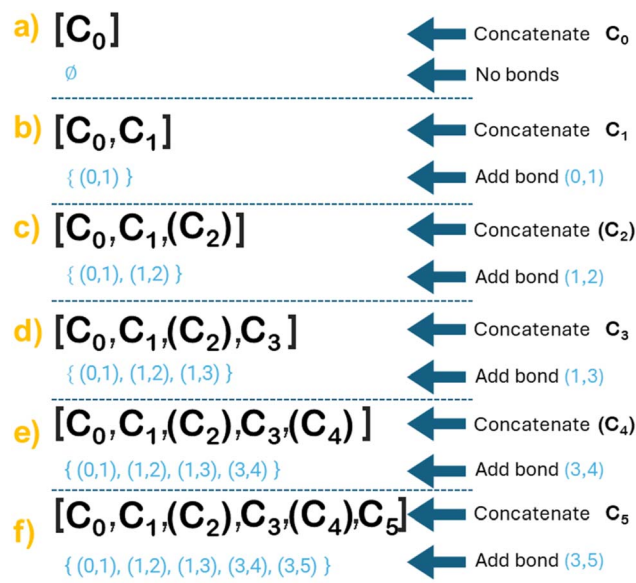 a) [C₀] Concatenate C₀
∅ No bonds
b) [C₀,C₁] Concatenate C₁
{ (0,1) } Add bond (0,1)
c) [C₀,C₁,(C₂)] Concatenate (C₂)
{ (0,1), (1,2) } Add bond (1,2)
d) [C₀,C₁,(C₂),C₃] Concatenate C₃
{ (0,1), (1,2), (1,3) } Add bond (1,3)
e) [C₀,C₁,(C₂),C₃,(C₄) ] Concatenate (C₄)
{ (0,1), (1,2), (1,3), (3,4) } Add bond (3,4)
f) [C₀,C₁,(C₂),C₃,(C₄),C₅] Concatenate C₅
{ (0,1), (1,2), (1,3), (3,4), (3,5) } Add bond (3,5)